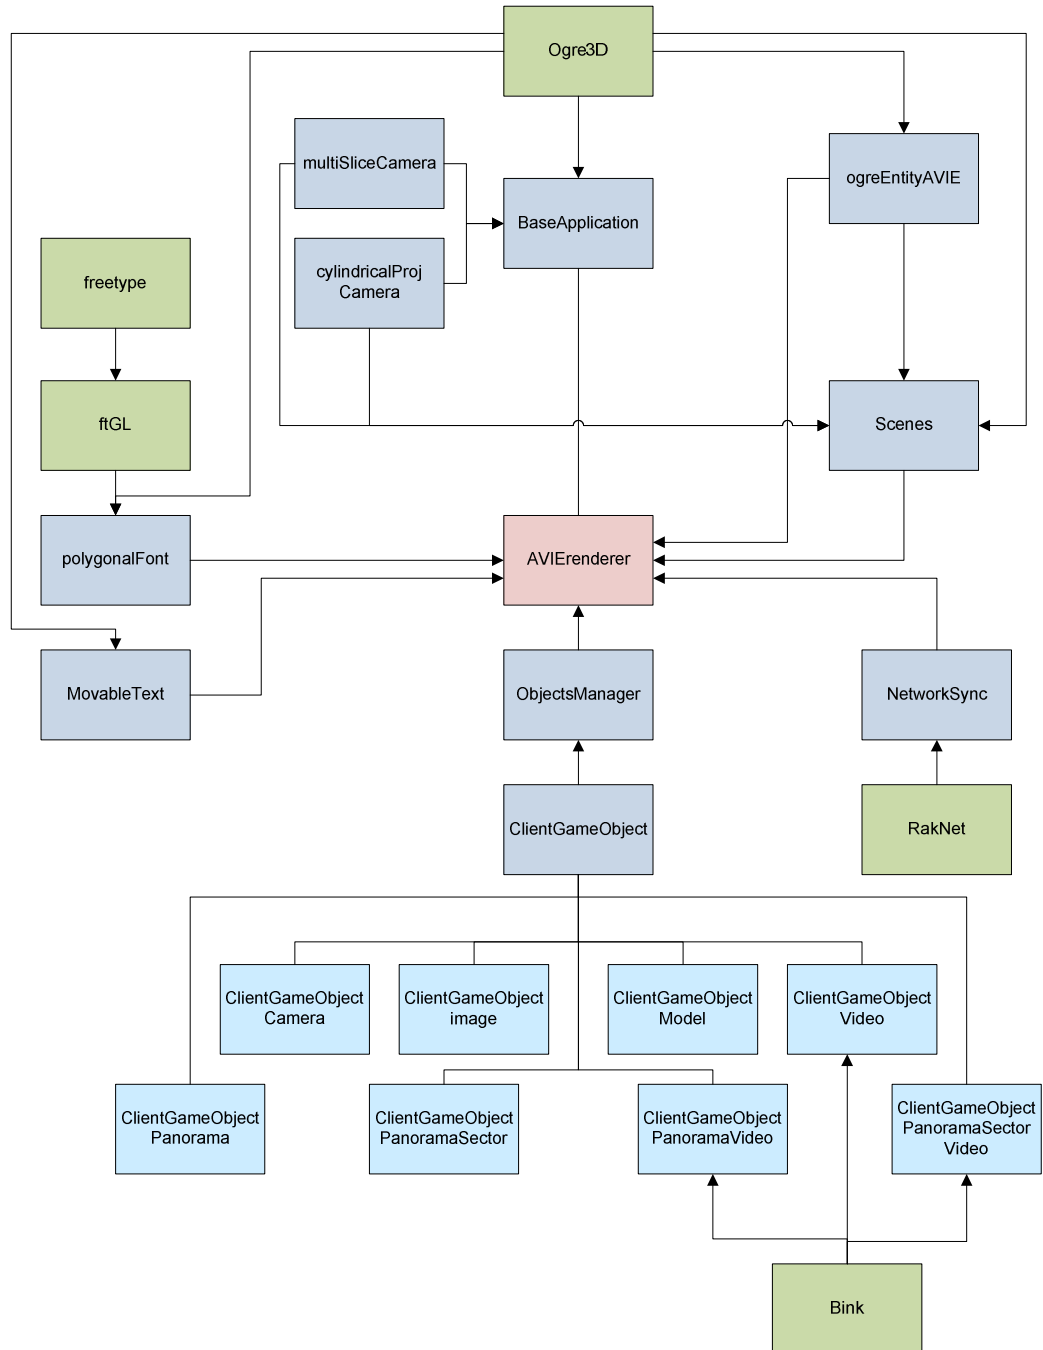 Ogre3D
multiSliceCamera
ogreEntityAVIE
BaseApplication
cylindricalProj
Camera
freetype
ftGL
Scenes
polygonalFont
AVIErenderer
MovableText
ObjectsManager
NetworkSync
ClientGameObject
RakNet
ClientGameObject
Camera
ClientGameObject
image
ClientGameObject
Model
ClientGameObject
Video
ClientGameObject
Panorama
ClientGameObject
PanoramaSector
ClientGameObject
PanoramaVideo
ClientGameObject
PanoramaSector
Video
Bink